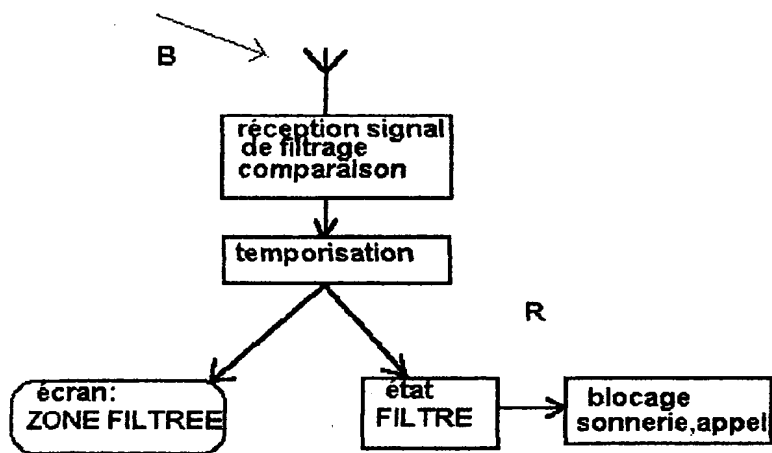 B
réception signal
de filtrage
comparaison
temporisation
R
écran:
ZONE FILTREE
état
FILTRE
blocage
sonnerie,appel